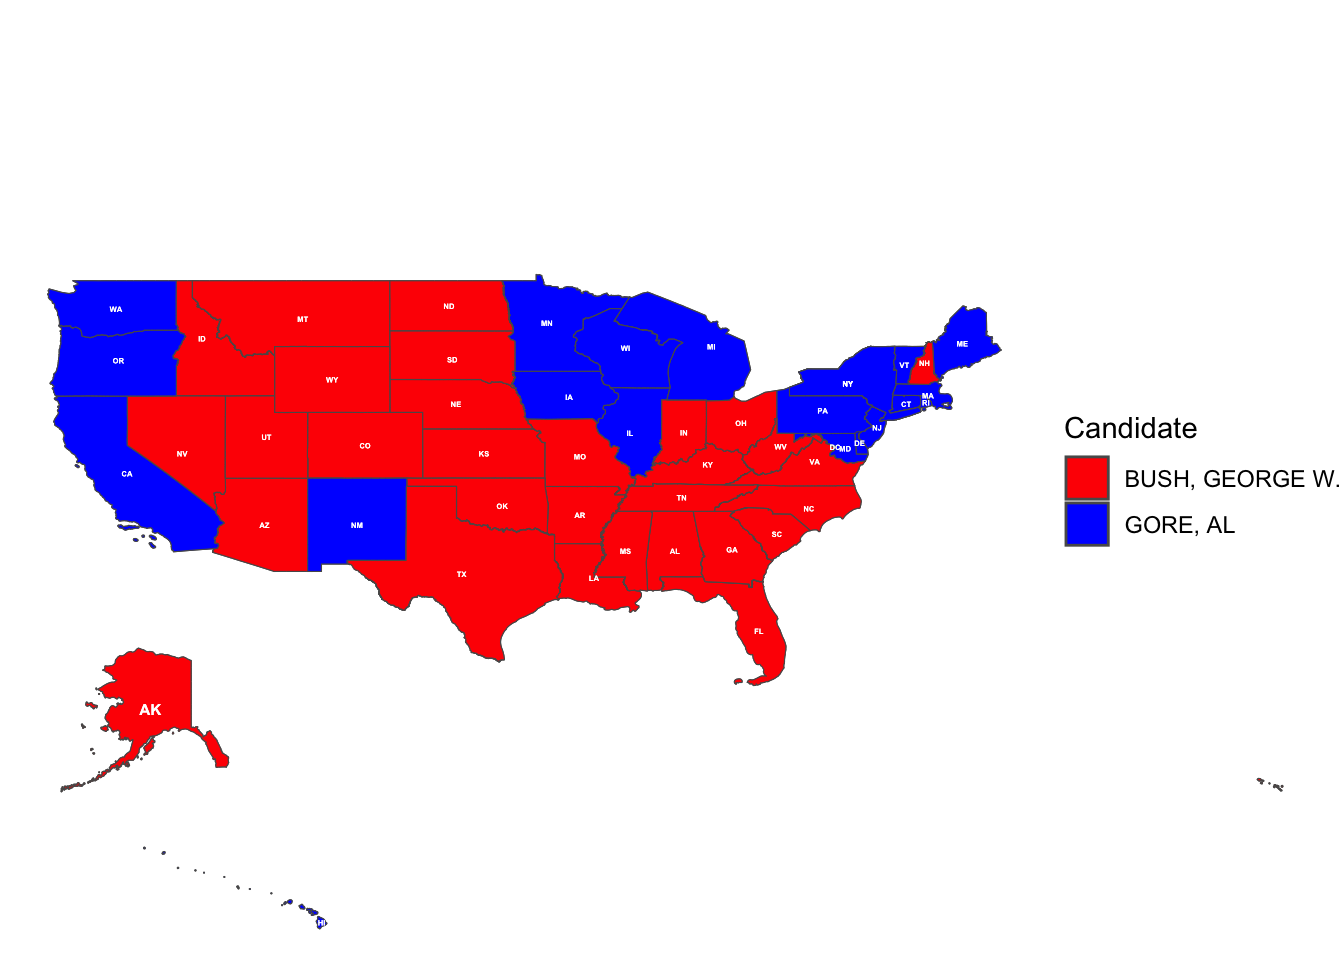 WA
MT
ND
MN
ME
OR
ID
SD
WI
MI
VT
NH
WY
NY
NE
IA
MA
RI
CT
PA
NJ
UT
CO
NV
CA
KS
MO
IL
IN
OH
WV
DC
MD
DE
KY
VA
TN
NC
AZ
NM
OK
AR
SC
MS
AL
GA
TX
LA
FL
AK
HI
Candidate
BUSH, GEORGE W.
GORE, AL